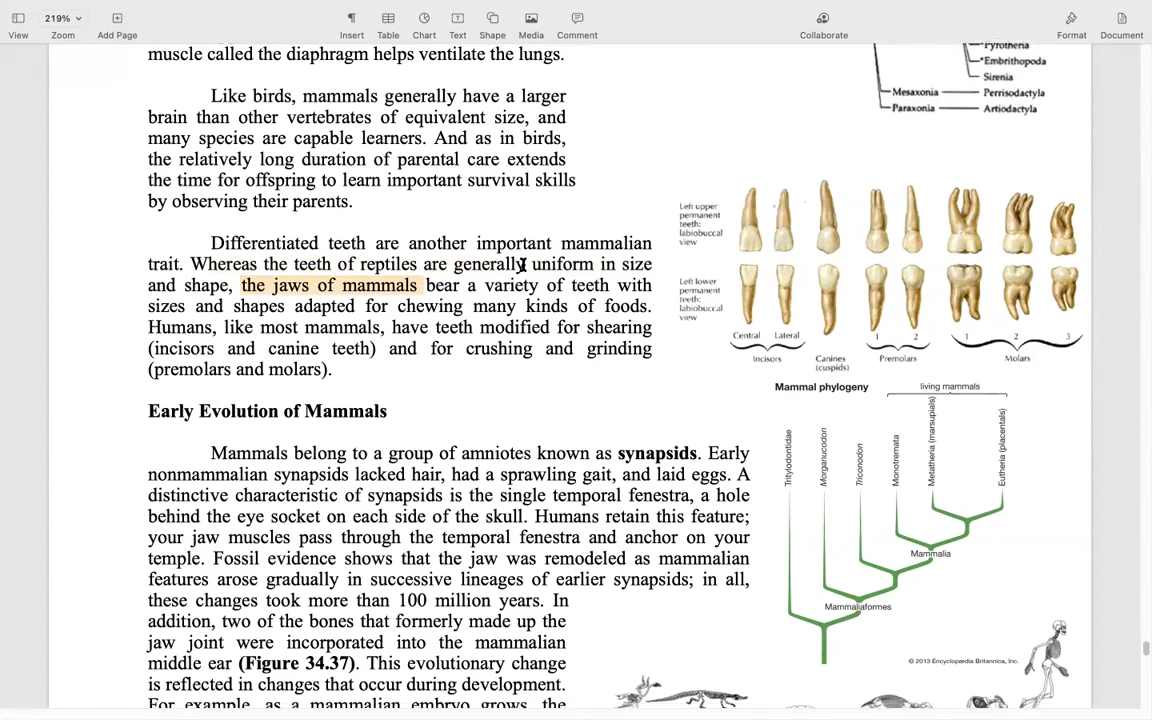 219%
View
Zoom
Add Page
Insert
Table
Chart
Text
Shape
Media
Comment
Collaborate
Format
Document
muscle called the diaphragm helps ventilate the lungs.
Like birds, mammals generally have a larger
brain than other vertebrates of equivalent size, and
many species are capable learners. And as in birds,
the relatively long duration of parental care extends
the time for offspring to learn important survival skills
by observing their parents.
Differentiated teeth are another important mammalian
trait. Whereas the teeth of reptiles are generally uniform in size
and shape, the jaws of mammals bear a variety of teeth with
sizes and shapes adapted for chewing many kinds of foods.
Humans, like most mammals, have teeth modified for shearing
(incisors and canine teeth) and for crushing and grinding
(premolars and molars).
Early Evolution of Mammals
Mammals belong to a group of amniotes known as synapsids. Early
nonmammalian synapsids lacked hair, had a sprawling gait, and laid eggs. A
distinctive characteristic of synapsids is the single temporal fenestra, a hole
behind the eye socket on each side of the skull. Humans retain this feature;
your jaw muscles pass through the temporal fenestra and anchor on your
temple. Fossil evidence shows that the jaw was remodeled as mammalian
features arose gradually in successive lineages of earlier synapsids; in all,
these changes took more than 100 million years. In
addition, two of the bones that formerly made up the
jaw joint were incorporated into the mammalian
middle ear (Figure 34.37). This evolutionary change
is reflected in changes that occur during development.
For example, as a mammalian embryo grows, the
Pyrotheria
*Embrithopoda
Sirenia
Mesaxonia
Perrisodactyla
Paraxonia
Artiodactyla
Left upper
permanent
teeth:
labiobuccal
view
Left lower
permanent
teeth:
labiobuccal
view
Central
Lateral
1
2
1
2
3
Incisors
Canines
(cuspids)
Premolars
Molars
Mammal phylogeny
living mammals
Tritylodontidae
Morganucodon
Triconodon
Monotremata
Metatheria (marsupials)
Eutheria (placentals)
Mammalia
Mammaliaformes
© 2013 Encyclopædia Britannica, Inc.